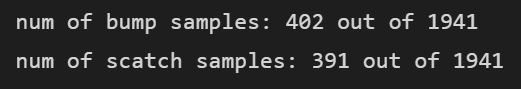 num of bump samples: 402 out of 1941
num of scatch samples: 391 out of 1941